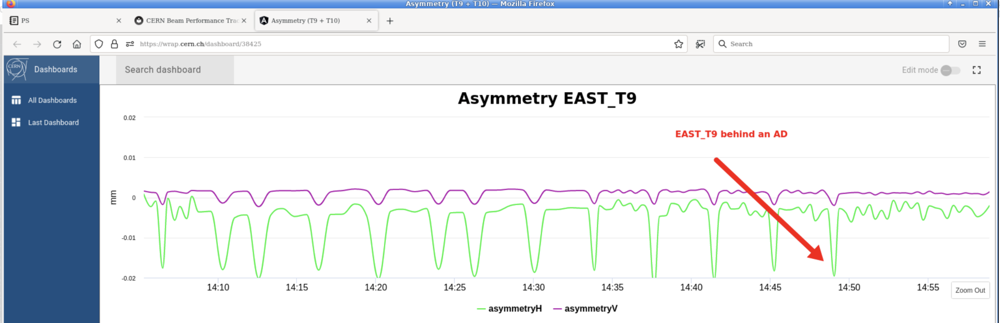 Asymmetry (T9 + T10) — Mozilla Firefox
PS
CERN Beam Performance Trac
Asymmetry (T9 + T10)
https://wrap.cern.ch/dashboard/38425
Search
CERN
Dashboards
Search dashboard
Edit mode
All Dashboards
Last Dashboard
Asymmetry EAST_T9
EAST_T9 behind an AD
mm
0.02
0.01
0
-0.01
-0.02
14:10 14:15 14:20 14:25 14:30 14:35 14:40 14:45 14:50 14:55
Zoom Out
asymmetryH asymmetryV